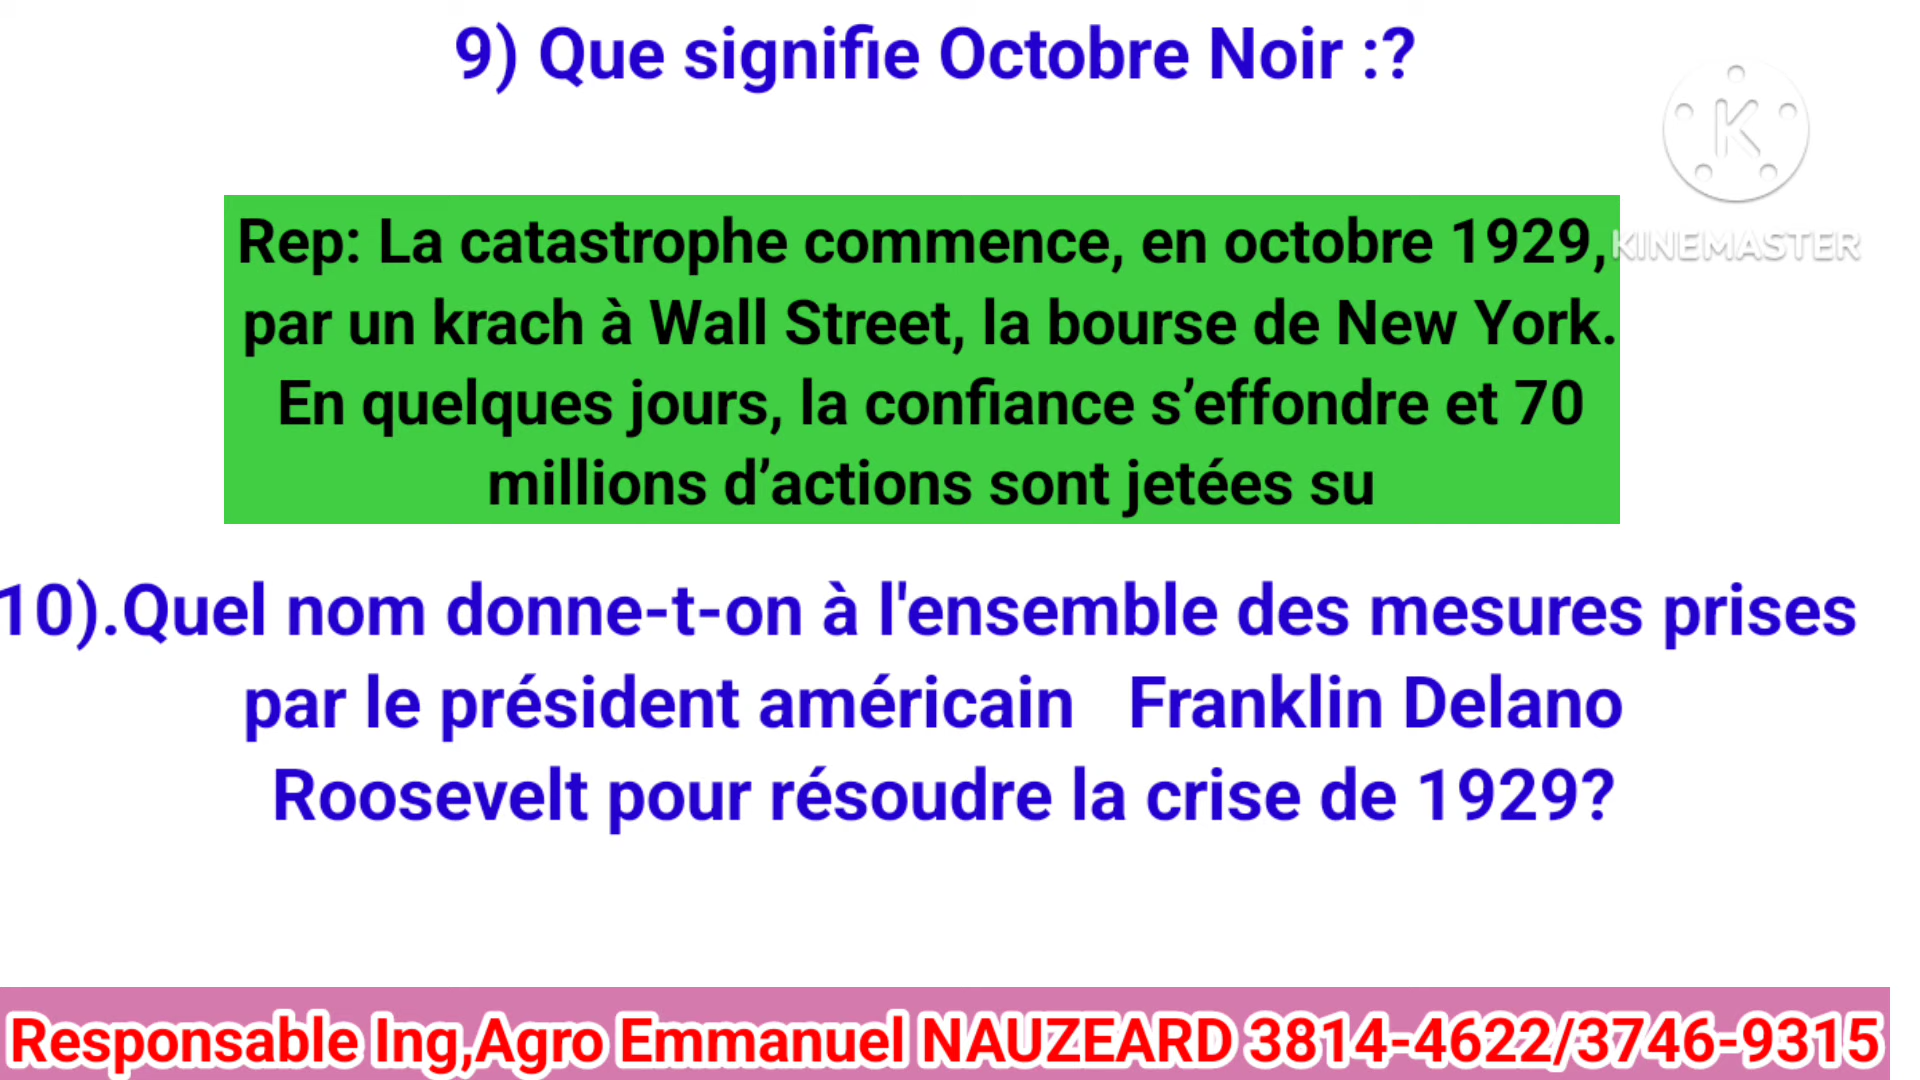 9) Que signifie Octobre Noir :?
K
KINEMASTER
Rep: La catastrophe commence, en octobre 1929,
par un krach à Wall Street, la bourse de New York.
En quelques jours, la confiance s’effondre et 70
millions d’actions sont jetées su
10).Quel nom donne-t-on à l'ensemble des mesures prises
par le président américain Franklin Delano
Roosevelt pour résoudre la crise de 1929?
Responsable Ing,Agro Emmanuel NAUZEARD 3814-4622/3746-9315